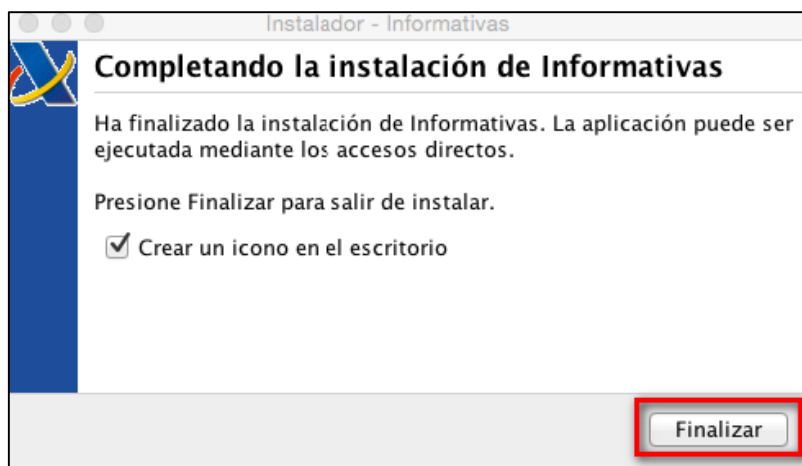 Instalador - Informativas
Completando la instalación de Informativas
Ha finalizado la instalación de Informativas. La aplicación puede ser
ejecutada mediante los accesos directos.
Presione Finalizar para salir de instalar.
Crear un icono en el escritorio
Finalizar